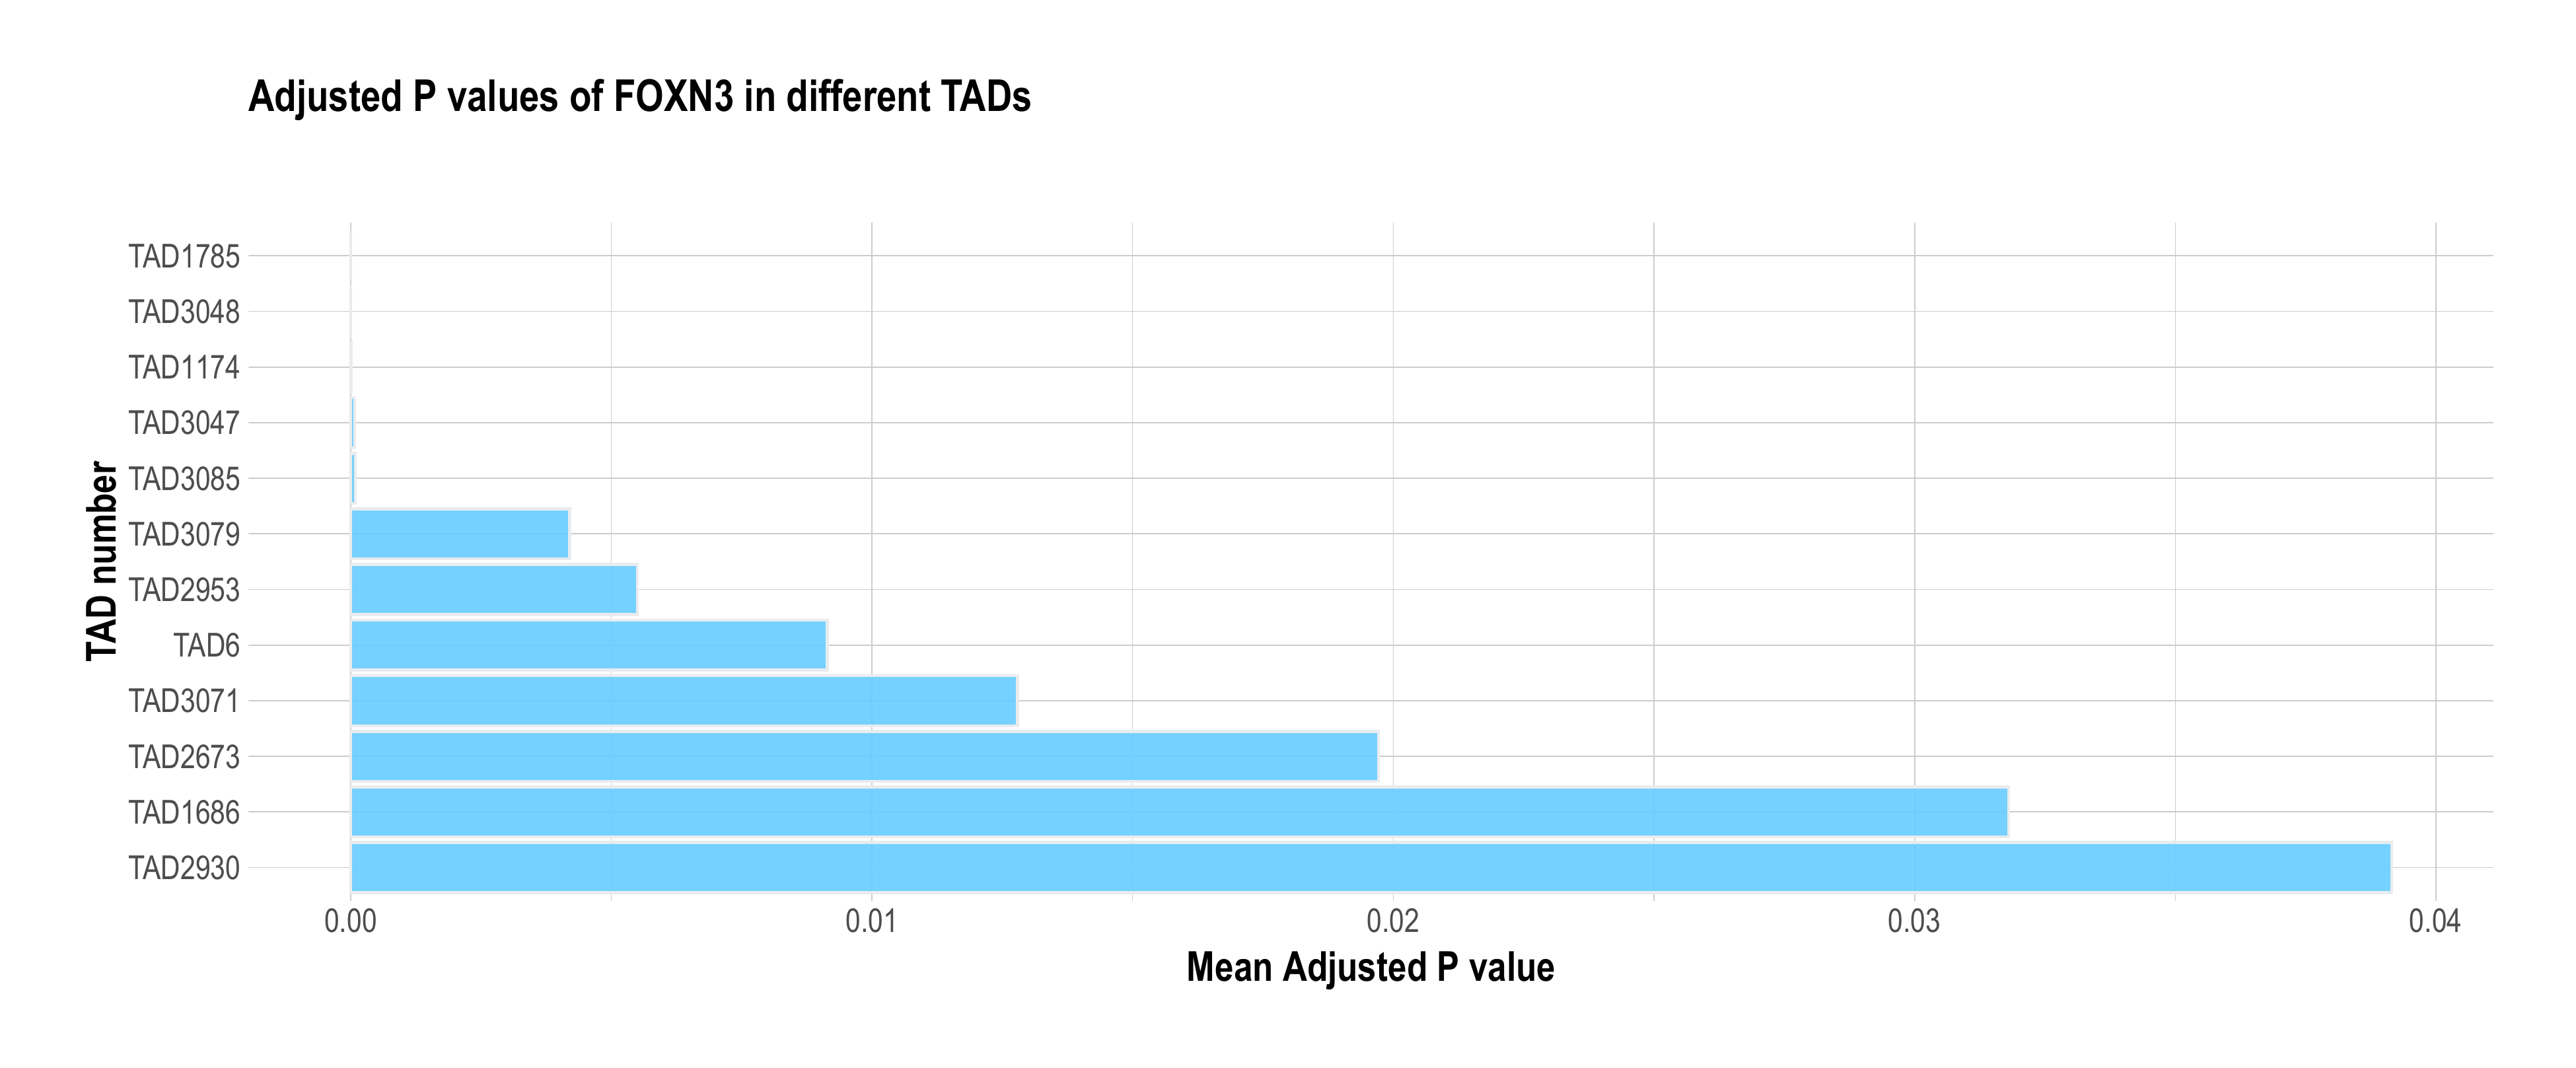 Adjusted P values of FOXN3 in different TADs
TAD number
TAD1785
TAD3048
TAD1174
TAD3047
TAD3085
TAD3079
TAD2953
TAD6
TAD3071
TAD2673
TAD1686
TAD2930
0.00 0.01 0.02 0.03 0.04
Mean Adjusted P value